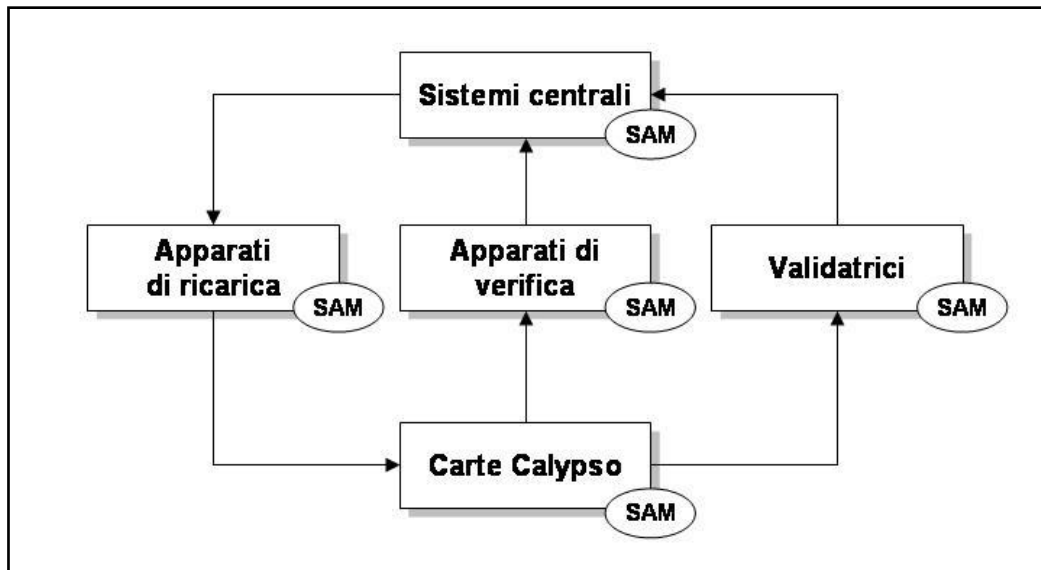 Sistemi centrali
SAM
Apparati
di ricarica
SAM
Apparati di
verifica
SAM
Validatrici
SAM
Carte Calypso
SAM